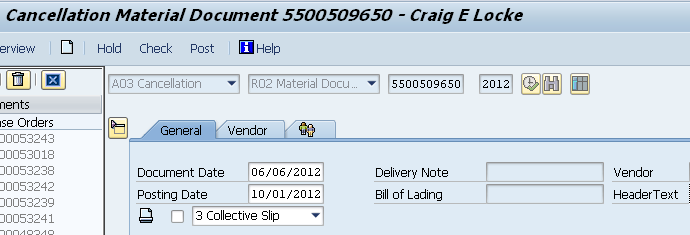 Cancellation Material Document 5500509650 - Craig E Locke
erview Hold Check Post Help
A03 Cancellation R02 Material Docu... 5500509650 2012
ments
se Orders
00053243
00053018
00053238
00053242
00053239
00053241
General Vendor
Document Date 06/06/2012 Delivery Note Vendor
Posting Date 10/01/2012 Bill of Lading HeaderText
3 Collective Slip